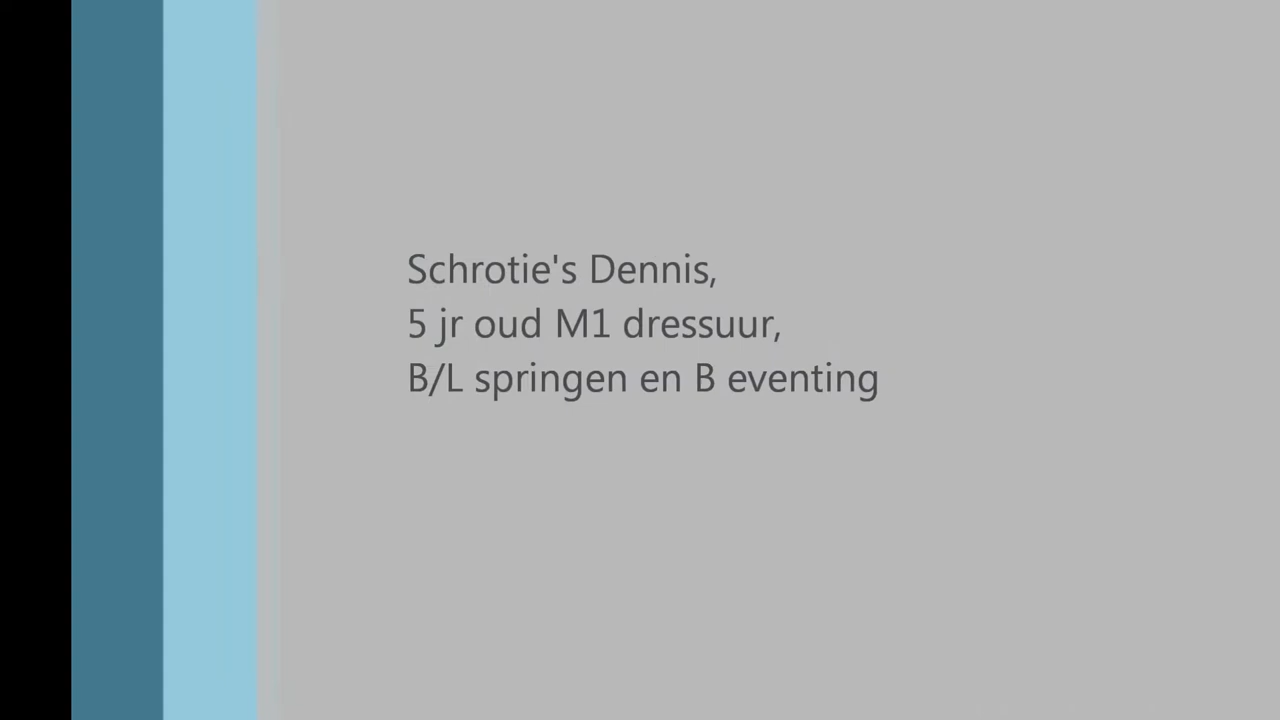 Schrotie's Dennis,
5 jr oud M1 dressuur,
B/L springen en B eventing